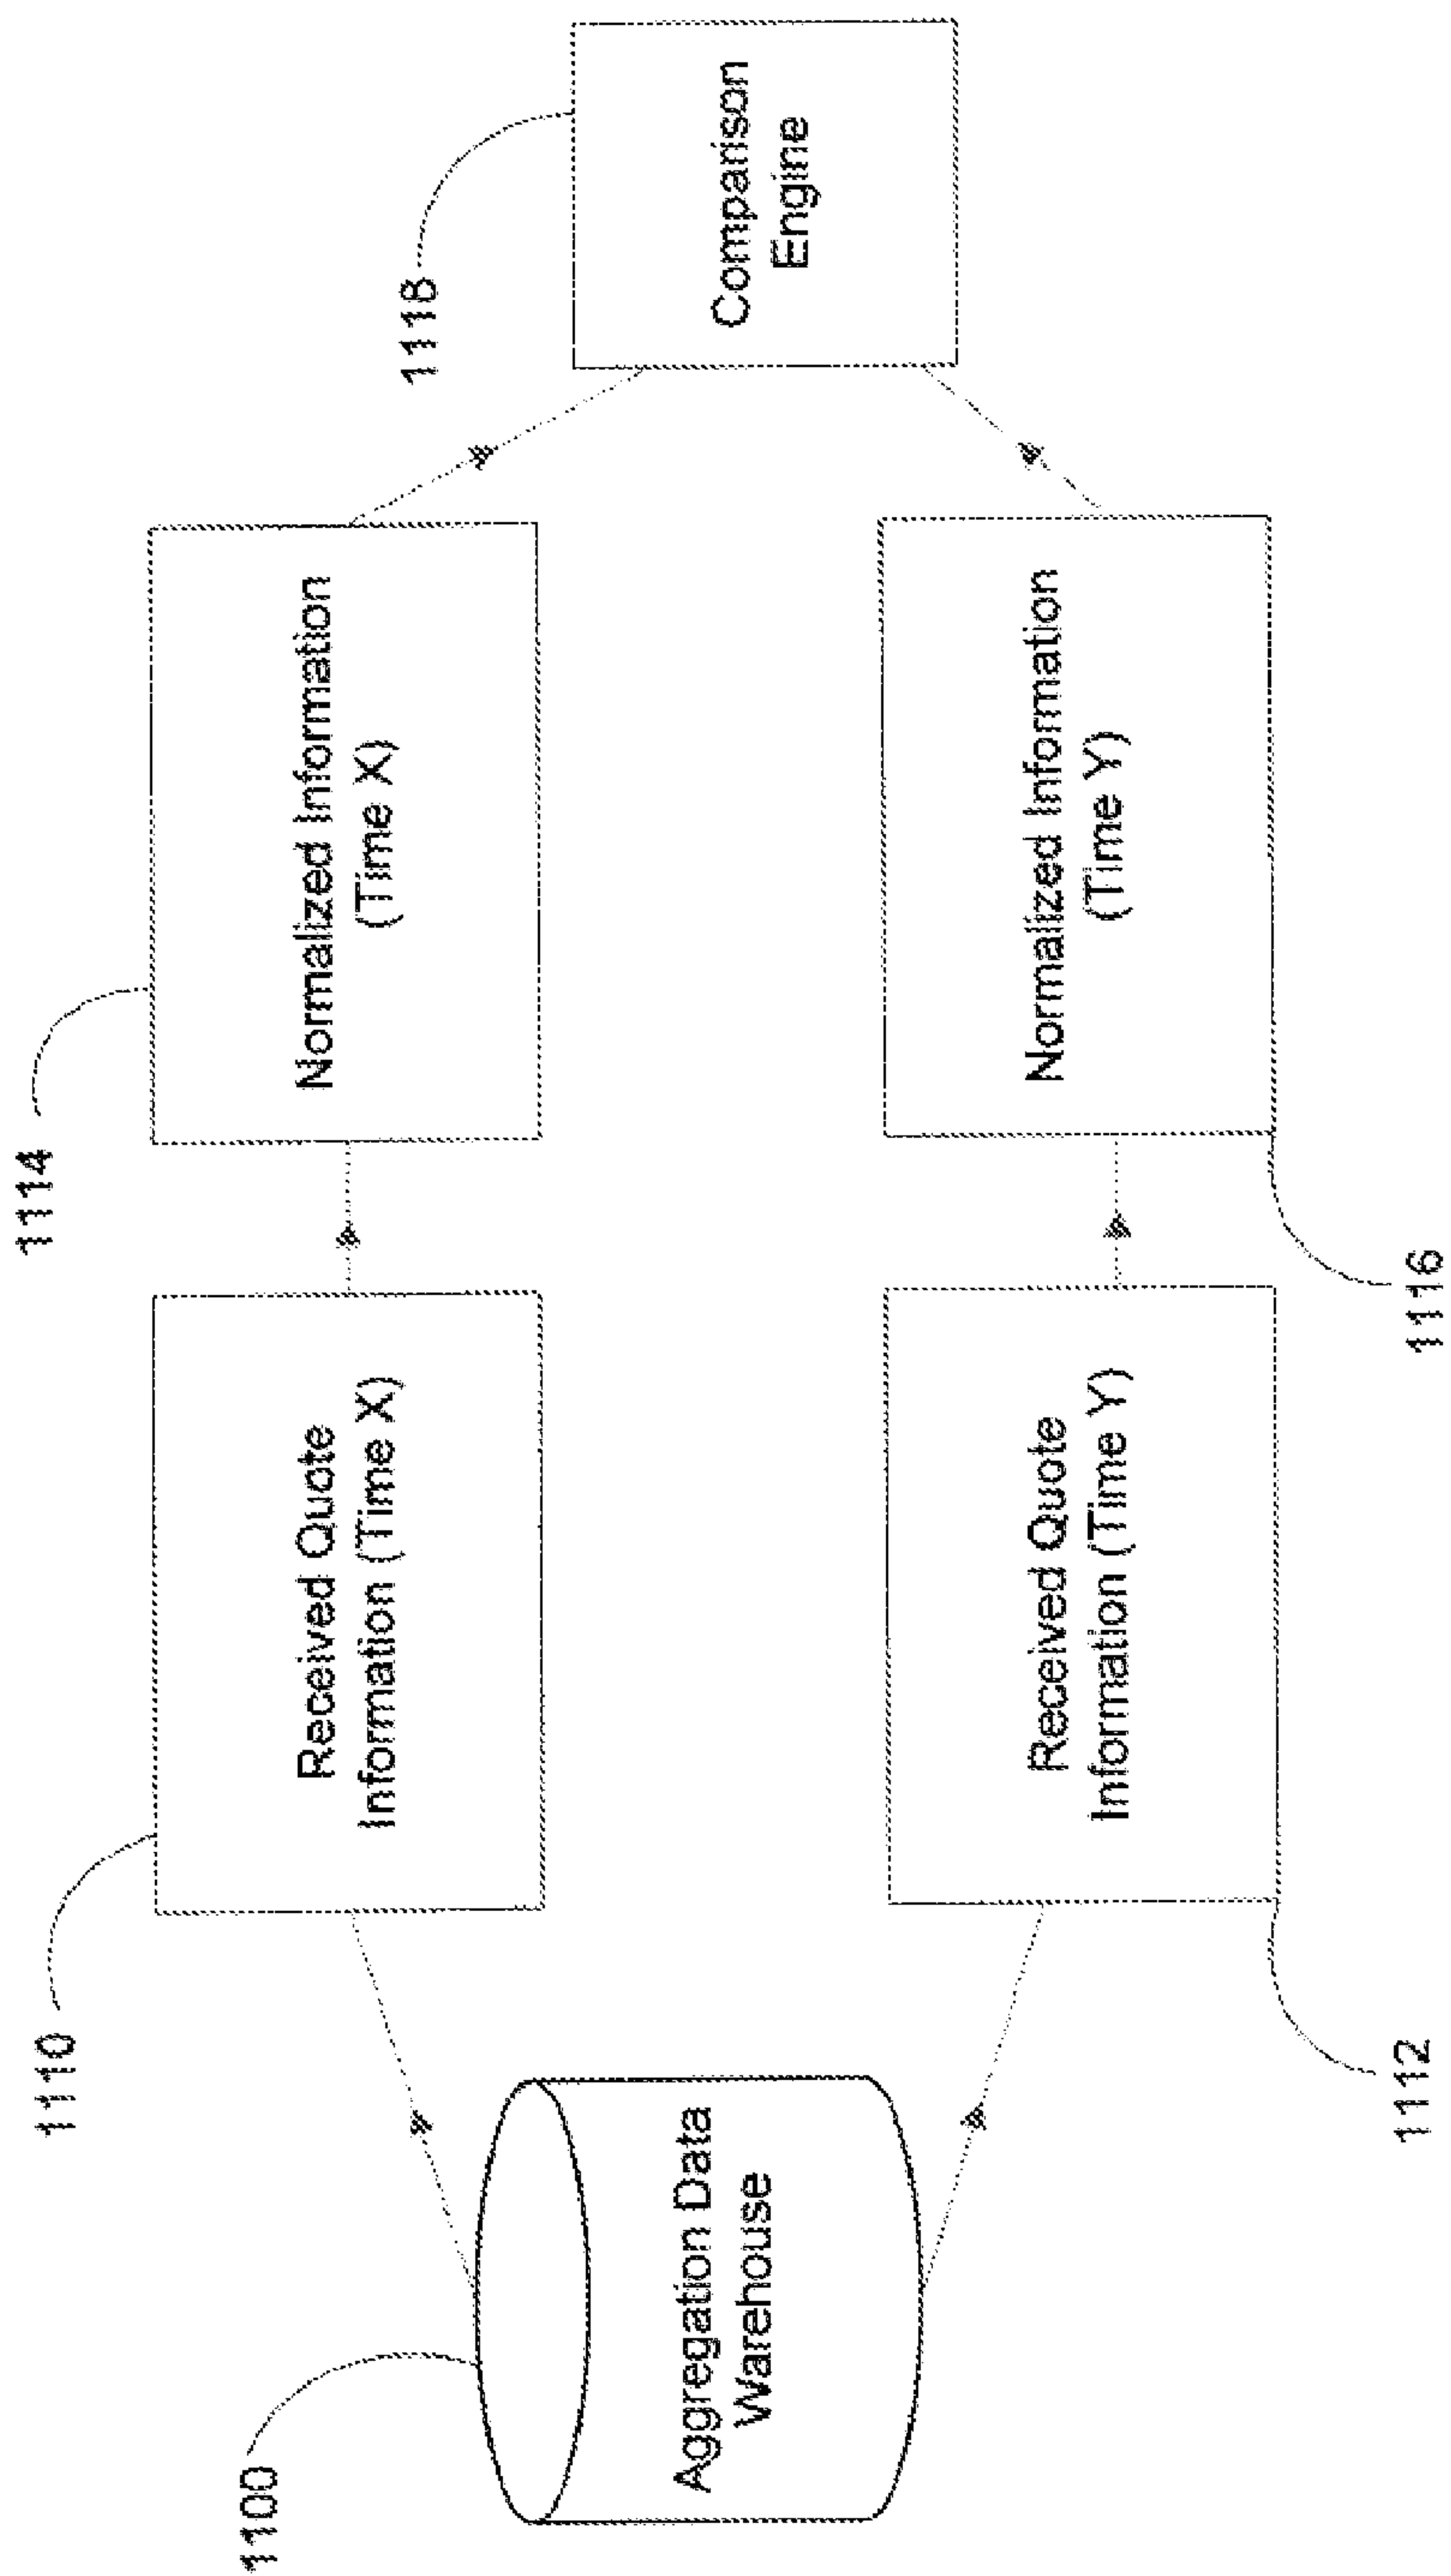 1100
Aggregation Data
Warehouse
1110
Received Quote
Information (Time X)
1114
Normalized Information
(Time X)
1112
Received Quote
Information (Time Y)
1116
Normalized Information
(Time Y)
1118
Comparison
Engine